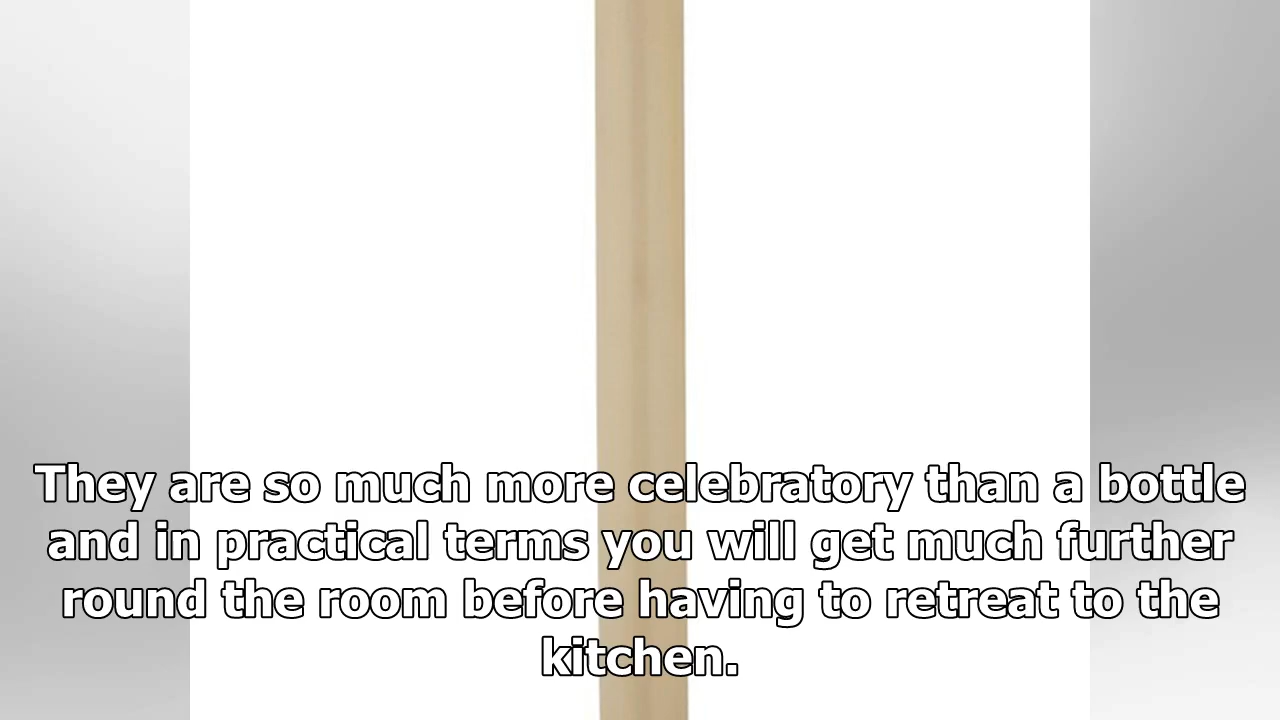 They are so much more celebratory than a bottle
and in practical terms you will get much further
round the room before having to retreat to the
kitchen.